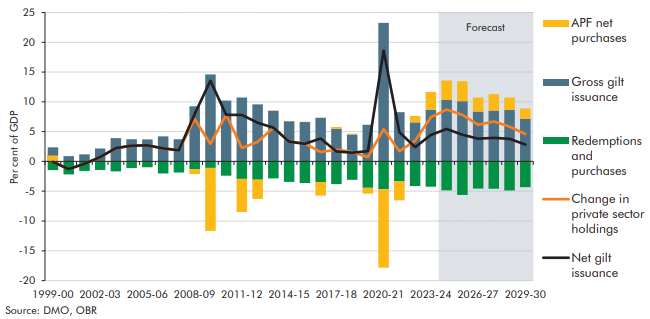 25
20
15
10
5
0
-5
-10
-15
-20
Per cent of GDP
Forecast
1999-00 2002-03 2005-06 2008-09 2011-12 2014-15 2017-18 2020-21 2023-24 2026-27 2029-30
APF net
purchases
Gross gilt
issuance
Redemptions
and
purchases
Change in
private sector
holdings
Net gilt
issuance
Source: DMO, OBR